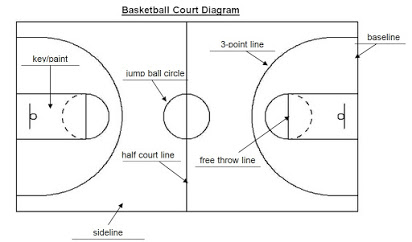 Basketball Court Diagram
baseline
3-point line
key/paint
jump ball circle
half court line
free throw line
sideline